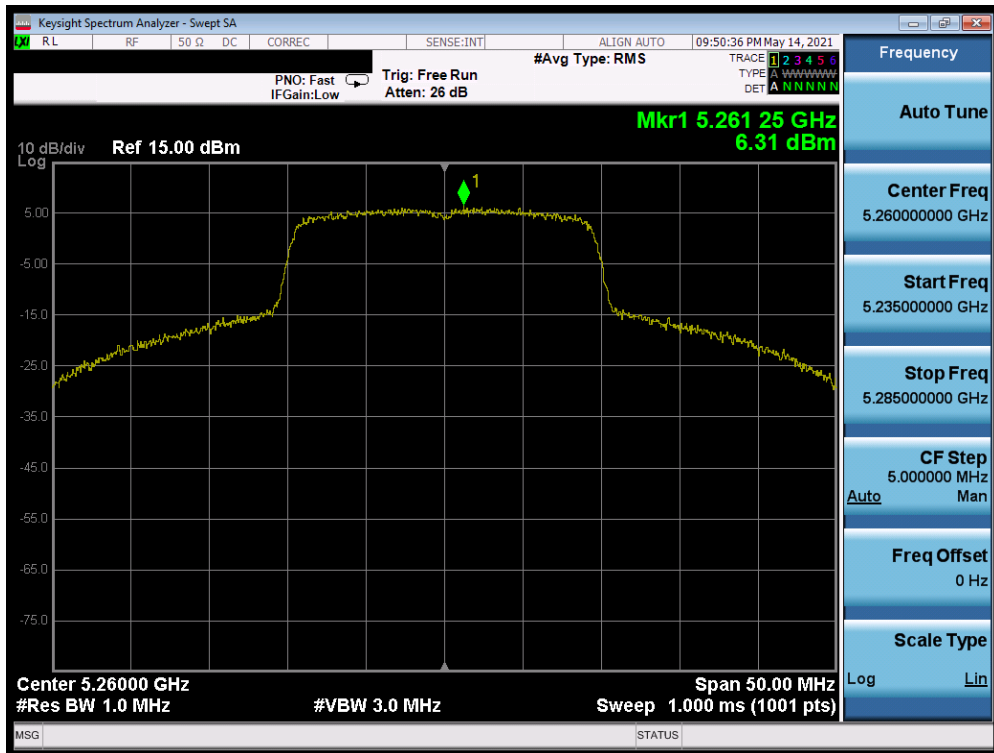 Keysight Spectrum Analyzer - Swept SA
LXI RL RF 50 Ω DC CORREC SENSE:INT ALIGN AUTO 09:50:36 PM May 14, 2021
#Avg Type: RMS TRACE 1 2 3 4 5 6
PNO: Fast Trig: Free Run TYPE A WWWWW
IFGain:Low Atten: 26 dB DET A N N N N N
Mkr1 5.261 25 GHz
10 dB/div Ref 15.00 dBm 6.31 dBm
Log
1
5.00
-5.00
-15.0
-25.0
-35.0
-45.0
-55.0
-65.0
-75.0
Center 5.26000 GHz Span 50.00 MHz
#Res BW 1.0 MHz #VBW 3.0 MHz Sweep 1.000 ms (1001 pts)
MSG STATUS
Frequency
Auto Tune
Center Freq
5.260000000 GHz
Start Freq
5.235000000 GHz
Stop Freq
5.285000000 GHz
CF Step
5.000000 MHz
Auto Man
Freq Offset
0 Hz
Scale Type
Log Lin